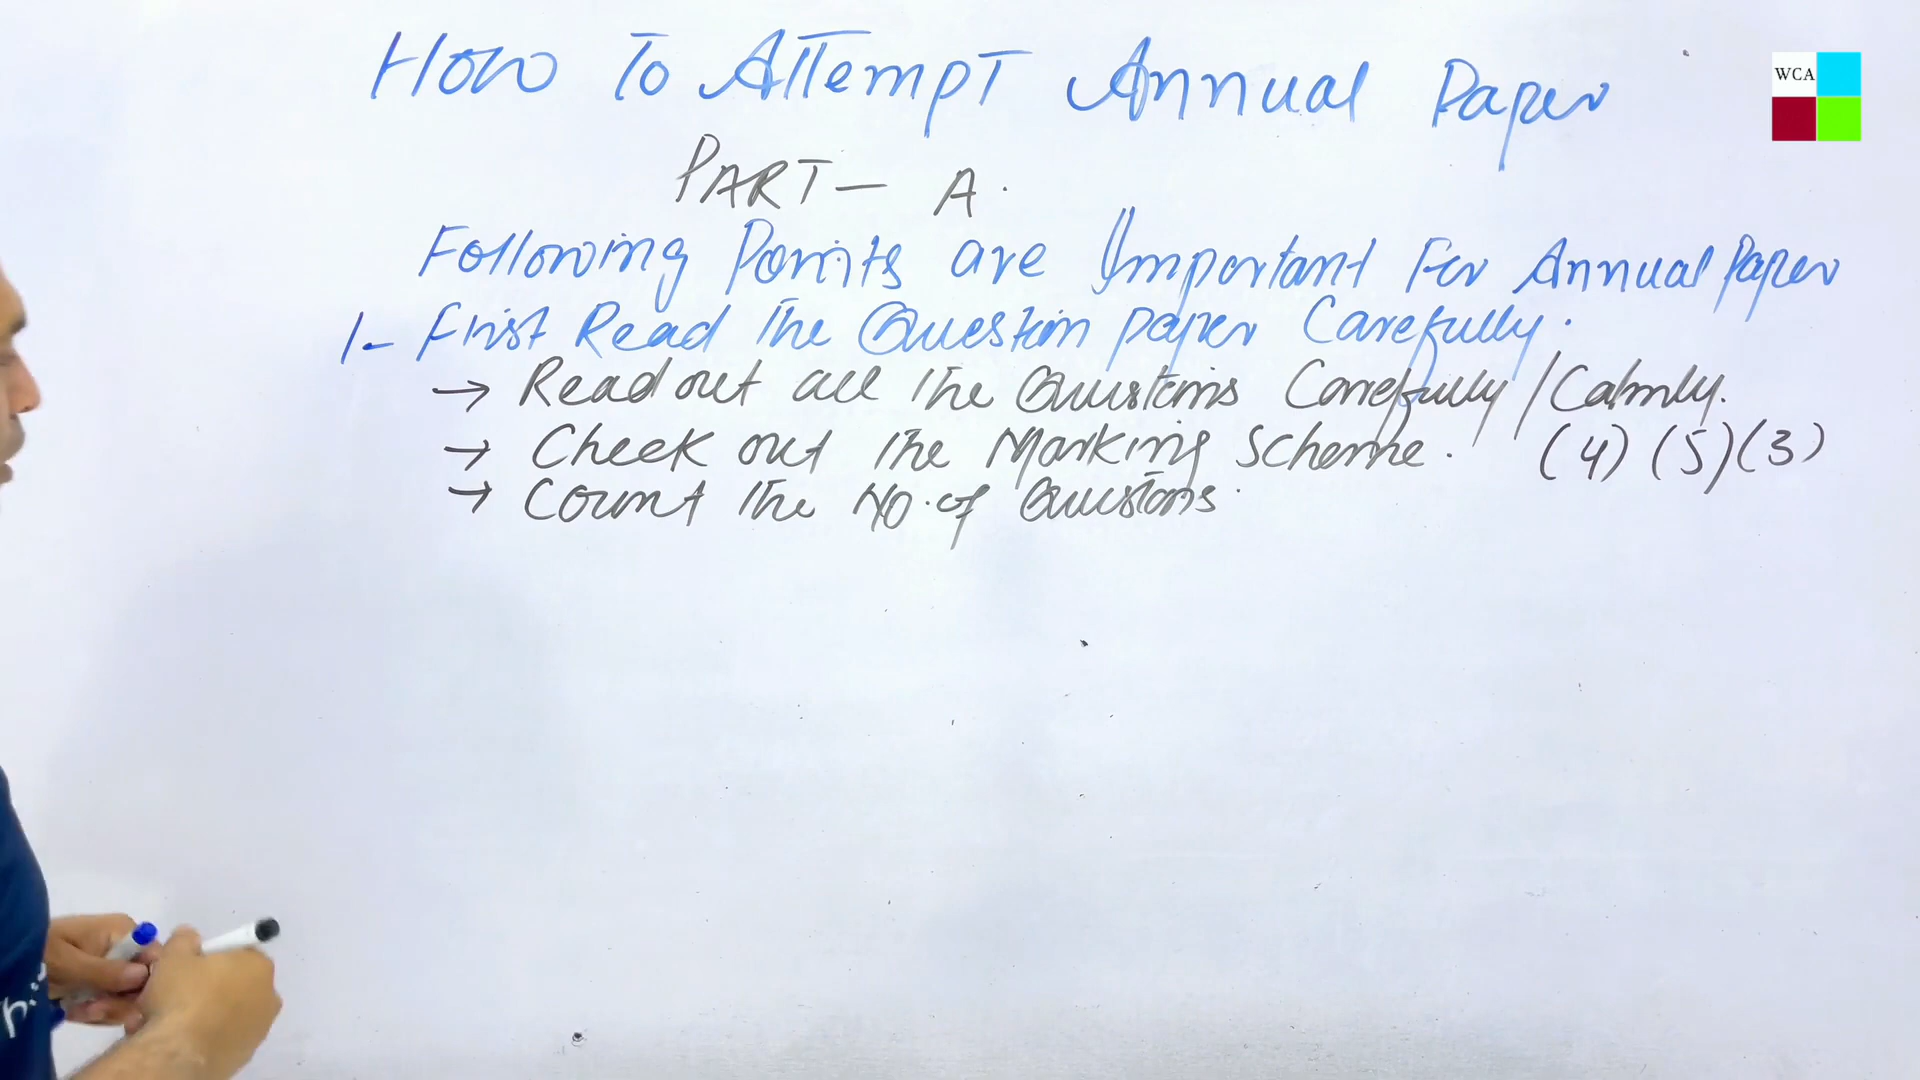 How To Attempt Annual Paper
WCA
PART - A.
Following Points are Important For Annual Paper
1- First Read The Question paper Carefully.
→ Read out all the Questions Carefully / Calmly.
→ Check out the Marking Scheme. (4) (5) (3)
→ Count the No. of Questions.